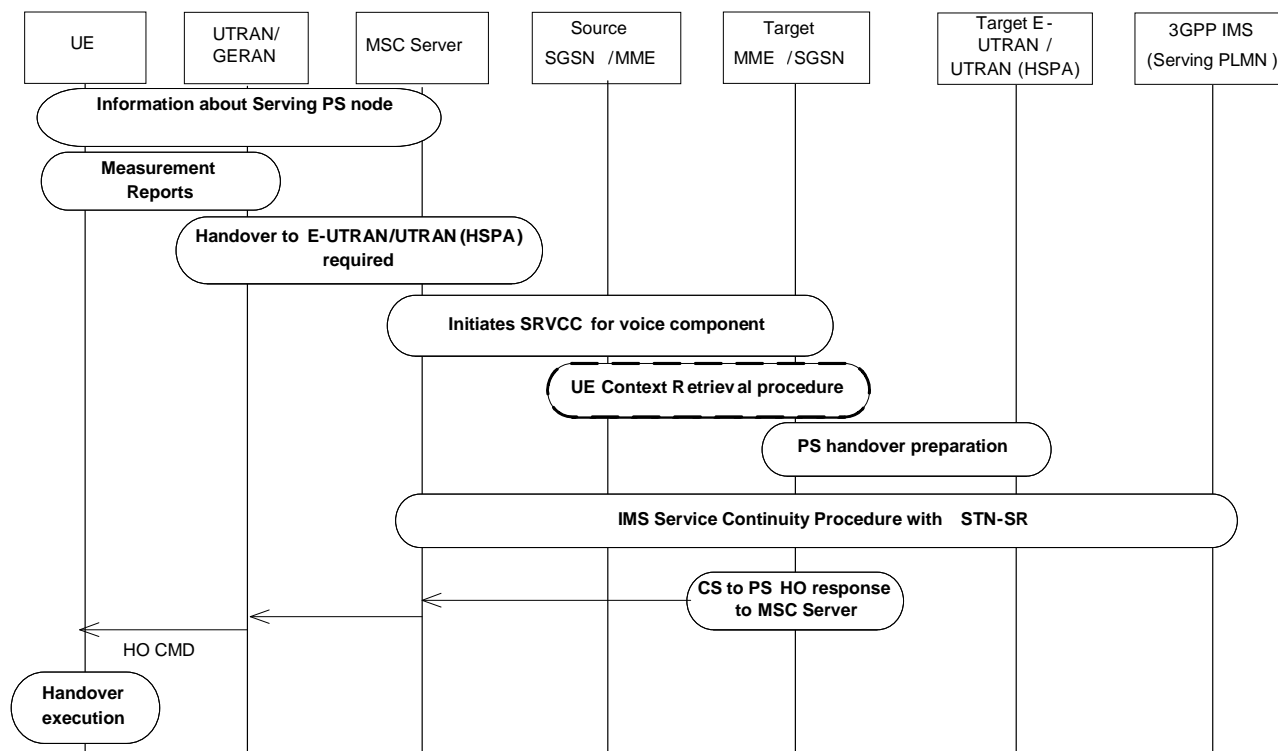 UE
UTRAN/
GERAN
MSC Server
Source
SGSN /MME
Target
MME /SGSN
Target E-
UTRAN /
UTRAN (HSPA)
3GPP IMS
(Serving PLMN )
Information about Serving PS node
Measurement
Reports
Handover to E-UTRAN/UTRAN (HSPA)
required
Initiates SRVCC for voice component
UE Context Retrieval procedure
PS handover preparation
IMS Service Continuity Procedure with STN-SR
CS to PS HO response
to MSC Server
HO CMD
Handover
execution